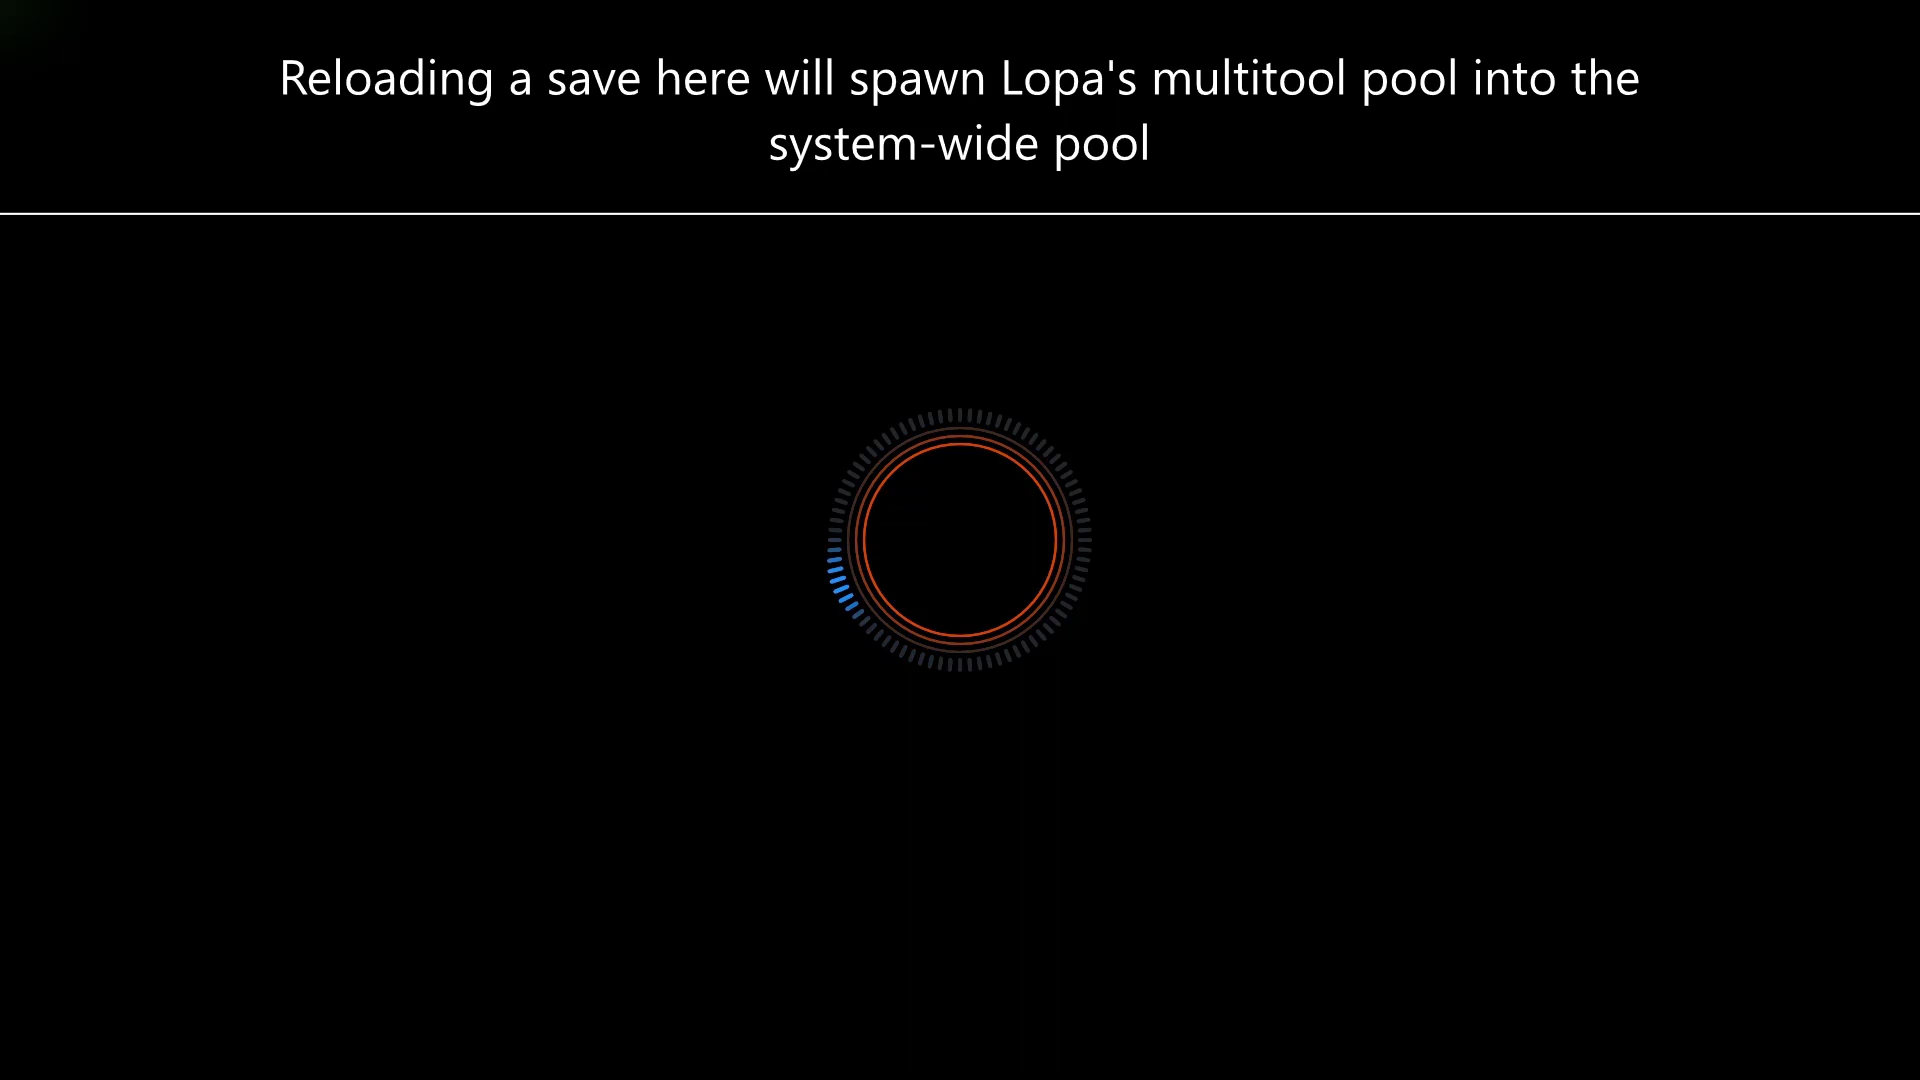 Reloading a save here will spawn Lopa's multitool pool into the
system-wide pool